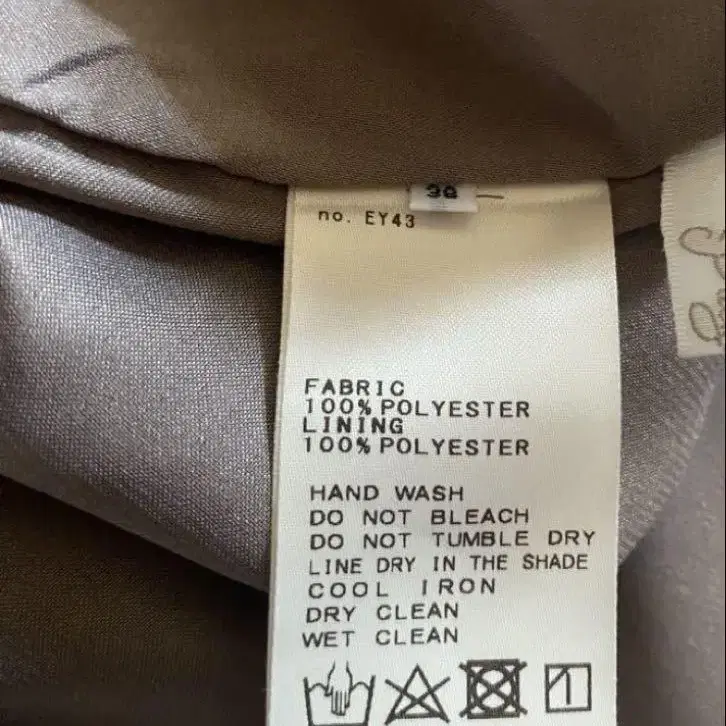 38
no. EY43
FABRIC
100% POLYESTER
LINING
100% POLYESTER
HAND WASH
DO NOT BLEACH
DO NOT TUMBLE DRY
LINE DRY IN THE SHADE
COOL IRON
DRY CLEAN
WET CLEAN